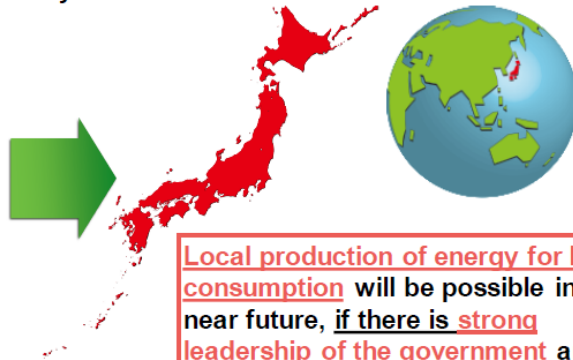 Local production of energy for
consumption will be possible in
near future, if there is strong
leadership of the government